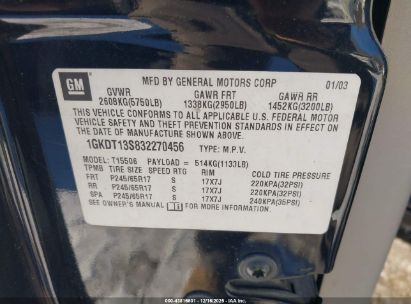 GM
MFD BY GENERAL MOTORS CORP 01/03
GVWR GAWR FRT GAWR RR
2608KG(5750LB) 1338KG(2950LB) 1452KG(3200LB)
THIS VEHICLE CONFORMS TO ALL APPLICABLE U.S. FEDERAL MOTOR
VEHICLE SAFETY AND THEFT PREVENTION STANDARDS IN EFFECT ON
THE DATE OF MANUFACTURE SHOWN ABOVE.
1GKDT13S832270456 TYPE: M.P.V.
MODEL: T15506 PAYLOAD = 514KG(1133LB)
TPMB TIRE SIZE SPEED RTG RIM COLD TIRE PRESSURE
FRT P245/65R17 S 17X7J 220KPA(32PSI)
RR P245/65R17 S 17X7J 220KPA(32PSI)
SPA P245/65R17 S 17X7J 240KPA(35PSI)
SEE OWNER'S MANUAL FOR MORE INFORMATION
12/16/2025